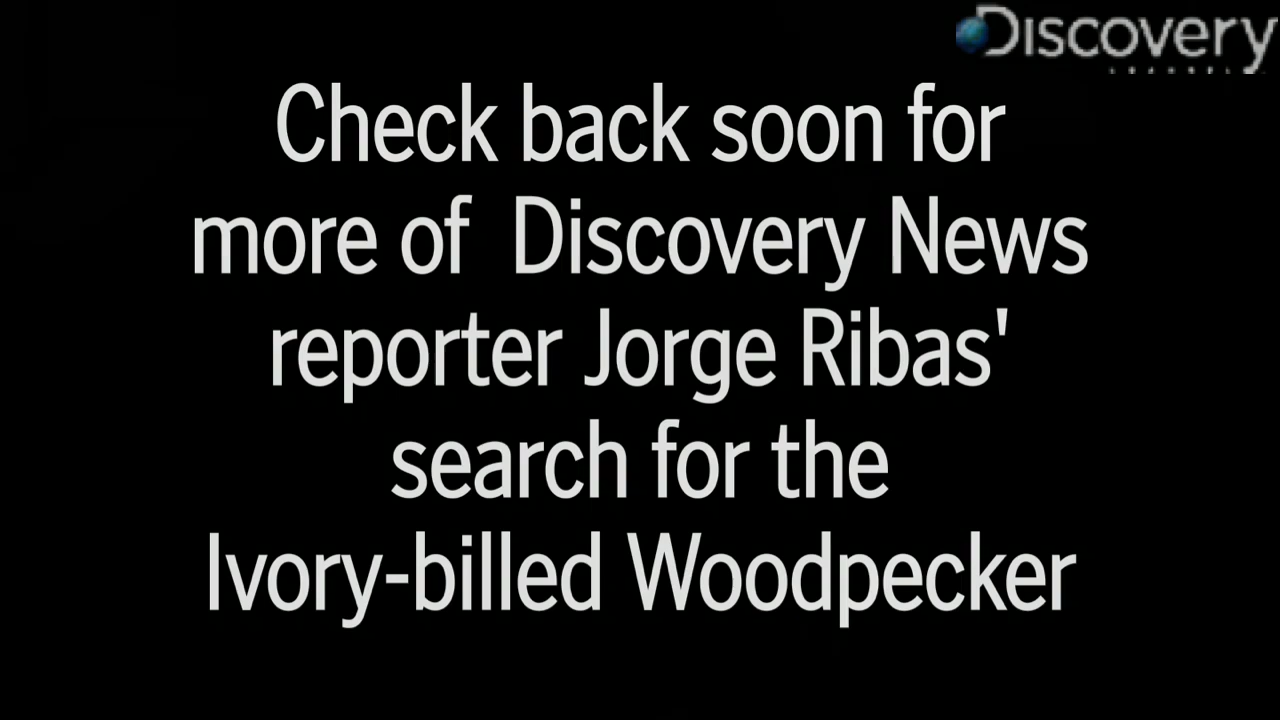 Discovery
Check back soon for
more of  Discovery News
reporter Jorge Ribas'
search for the
Ivory-billed Woodpecker